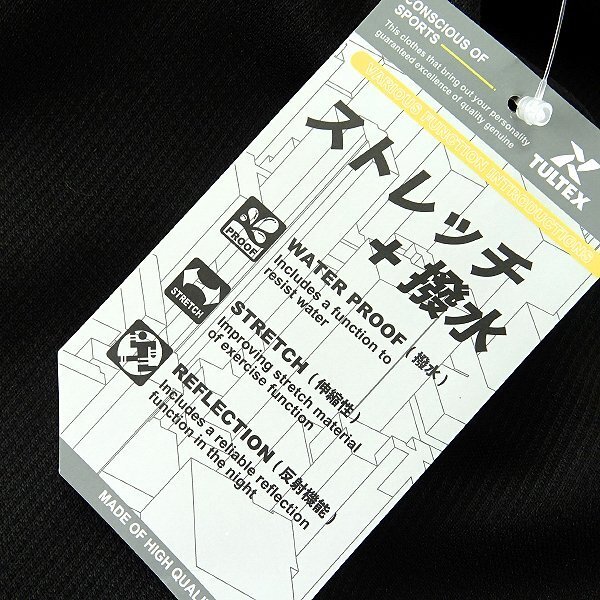 CONSCIOUS OF
SPORTS
This clothes that bring out your personality
guaranteed excellence of quality genuine
TULTEX
VARIOUS FUNCTION INTRODUCTIONS
ストレッチ
+撥水
PROOF
WATER PROOF(撥水)
Includes a function to
resist water
STRETCH
STRETCH(伸縮性)
Improving stretch material
of exercise function
REFLECTION(反射機能)
Includes a reliable reflection
function in the night
MADE OF HIGH QUALI